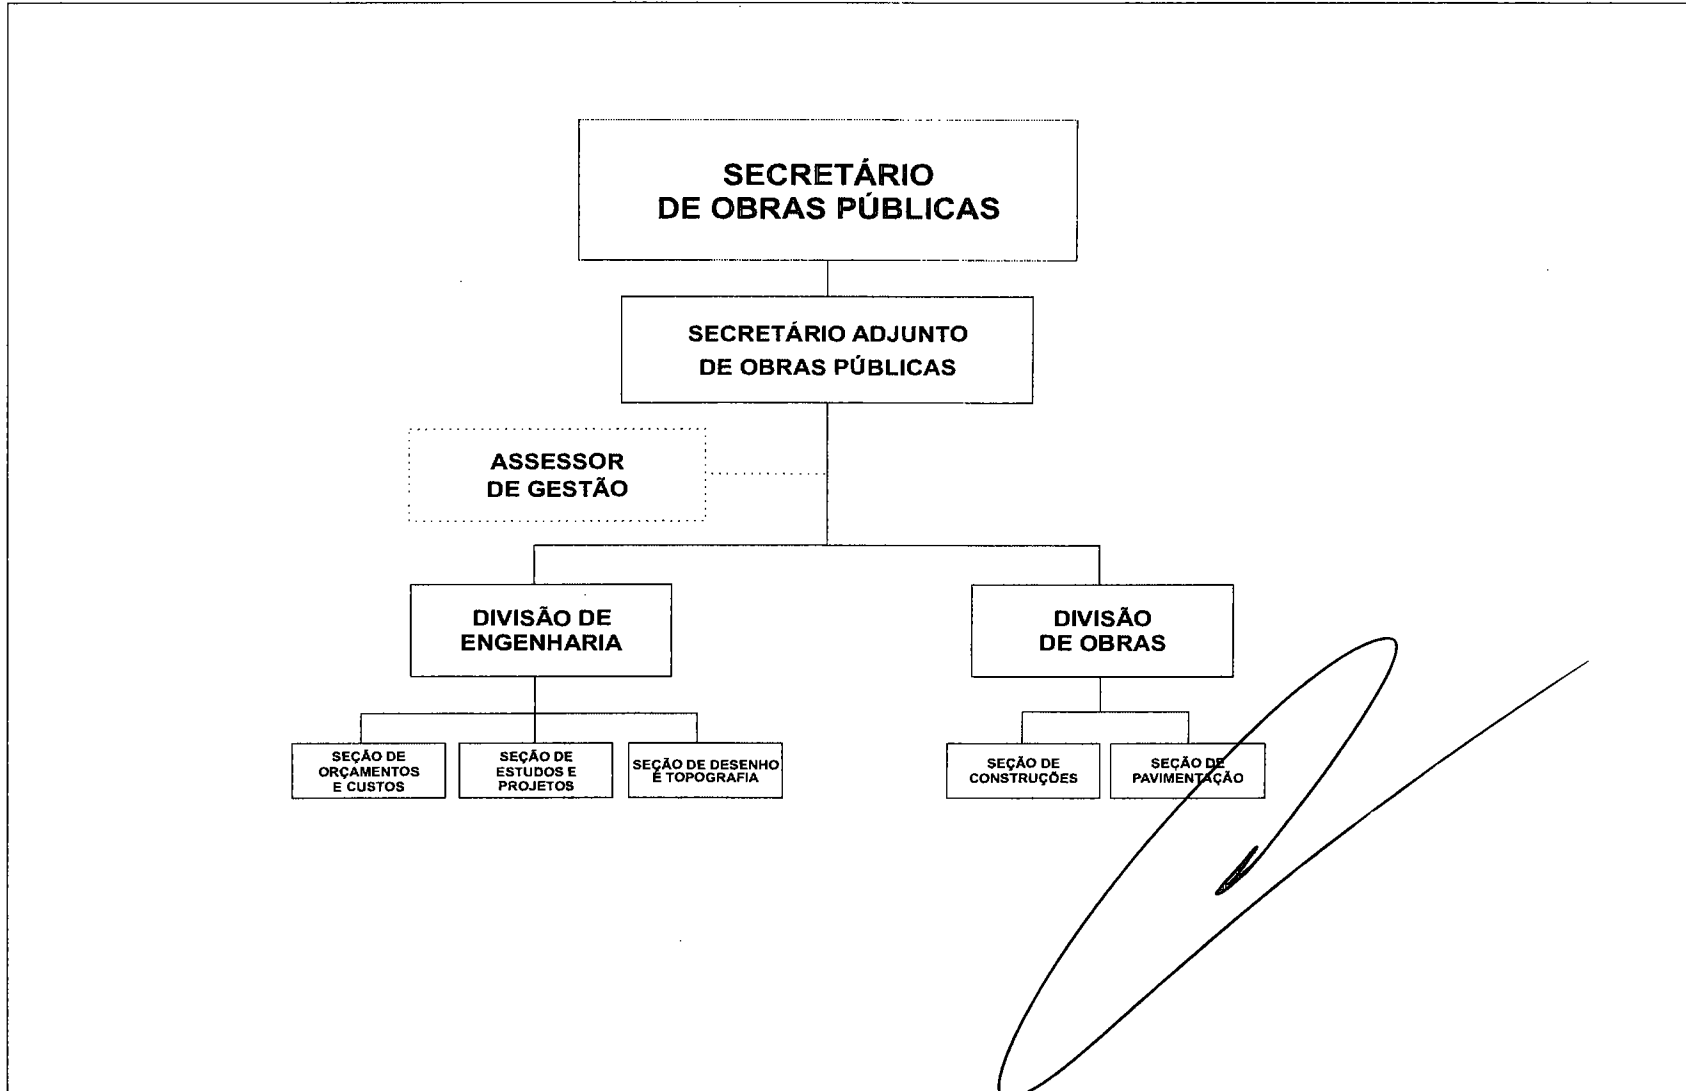 SECRETÁRIO
DE OBRAS PÚBLICAS
SECRETÁRIO ADJUNTO
DE OBRAS PÚBLICAS
ASSESSOR
DE GESTÃO
DIVISÃO DE
ENGENHARIA
DIVISÃO
DE OBRAS
SEÇÃO DE
ORÇAMENTOS
E CUSTOS
SEÇÃO DE
ESTUDOS E
PROJETOS
SEÇÃO DE DESENHO
E TOPOGRAFIA
SEÇÃO DE
CONSTRUÇÕES
SEÇÃO DE
PAVIMENTAÇÃO